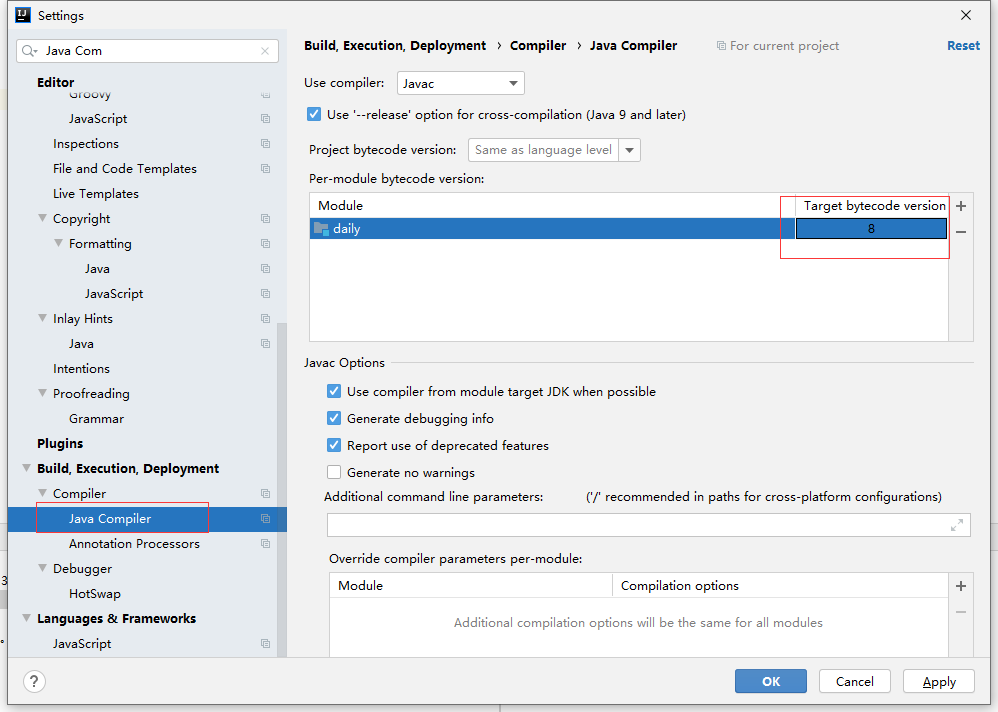 Settings
Java Com
Editor
Groovy
JavaScript
Inspections
File and Code Templates
Live Templates
Copyright
Formatting
Java
JavaScript
Inlay Hints
Java
Intentions
Proofreading
Grammar
Plugins
Build, Execution, Deployment
Compiler
Java Compiler
Annotation Processors
Debugger
HotSwap
Languages & Frameworks
JavaScript
Build, Execution, Deployment › Compiler › Java Compiler For current project Reset
Use compiler: Javac
Use '--release' option for cross-compilation (Java 9 and later)
Project bytecode version: Same as language level
Per-module bytecode version:
Module Target bytecode version
daily 8
Javac Options
Use compiler from module target JDK when possible
Generate debugging info
Report use of deprecated features
Generate no warnings
Additional command line parameters: ('/' recommended in paths for cross-platform configurations)
Override compiler parameters per-module:
Module Compilation options
Additional compilation options will be the same for all modules
? OK Cancel Apply